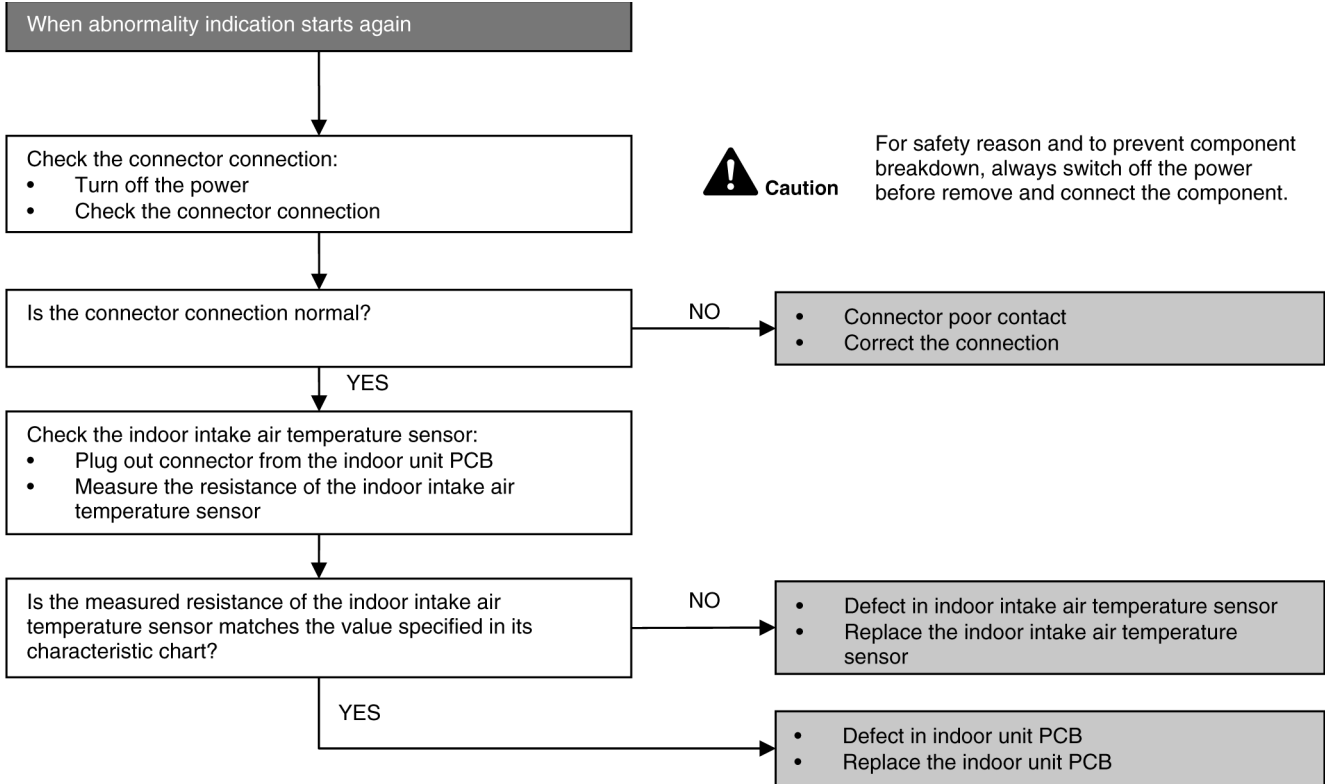 When abnormality indication starts again
Check the connector connection:
• Turn off the power
• Check the connector connection
Caution
For safety reason and to prevent component
breakdown, always switch off the power
before remove and connect the component.
Is the connector connection normal?
NO
• Connector poor contact
• Correct the connection
YES
Check the indoor intake air temperature sensor:
• Plug out connector from the indoor unit PCB
• Measure the resistance of the indoor intake air
temperature sensor
Is the measured resistance of the indoor intake air
temperature sensor matches the value specified in its
characteristic chart?
NO
• Defect in indoor intake air temperature sensor
• Replace the indoor intake air temperature
sensor
YES
• Defect in indoor unit PCB
• Replace the indoor unit PCB